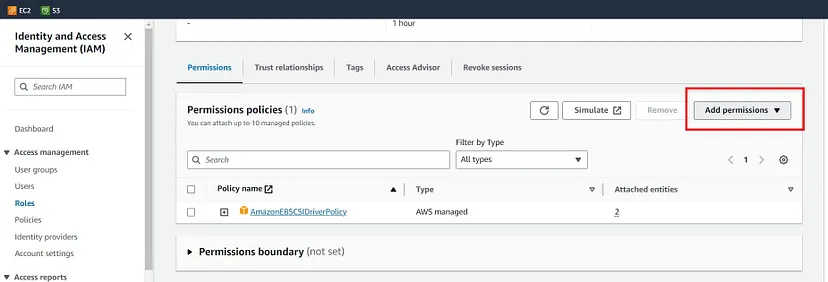 EC2 S3
Identity and Access
Management (IAM)
Search IAM
Dashboard
Access management
User groups
Users
Roles
Policies
Identity providers
Account settings
Access reports
-
1 hour
Permissions Trust relationships Tags Access Advisor Revoke sessions
Permissions policies (1) Info
You can attach up to 10 managed policies.
Simulate Remove Add permissions
Filter by Type
Search All types 1
Policy name Type Attached entities
AmazonEBSCSIDriverPolicy AWS managed 2
Permissions boundary (not set)